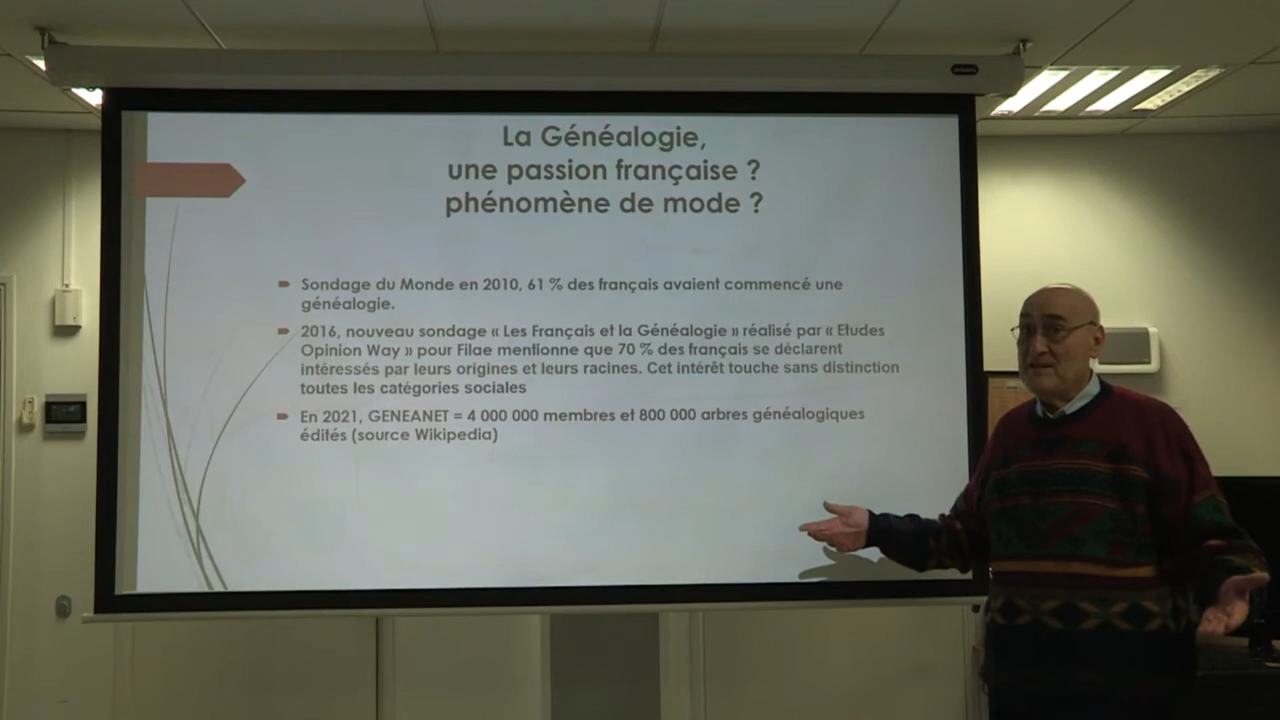 La Généalogie,
une passion française ?
phénomène de mode ?
Sondage du Monde en 2010, 61 % des français avaient commencé une
généalogie.
2016, nouveau sondage « Les Français et la Généalogie » réalisé par « Etudes
Opinion Way » pour Filae mentionne que 70 % des français se déclarent
intéressés par leurs origines et leurs racines. Cet intérêt touche sans distinction
toutes les catégories sociales
En 2021, GENEANET = 4 000 000 membres et 800 000 arbres généalogiques
édités (source Wikipedia)